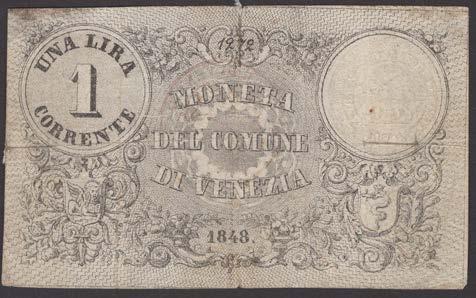 UNA LIRA
1
CORRENTE
MONETA
DEL COMUNE
DI VENEZIA
1848.